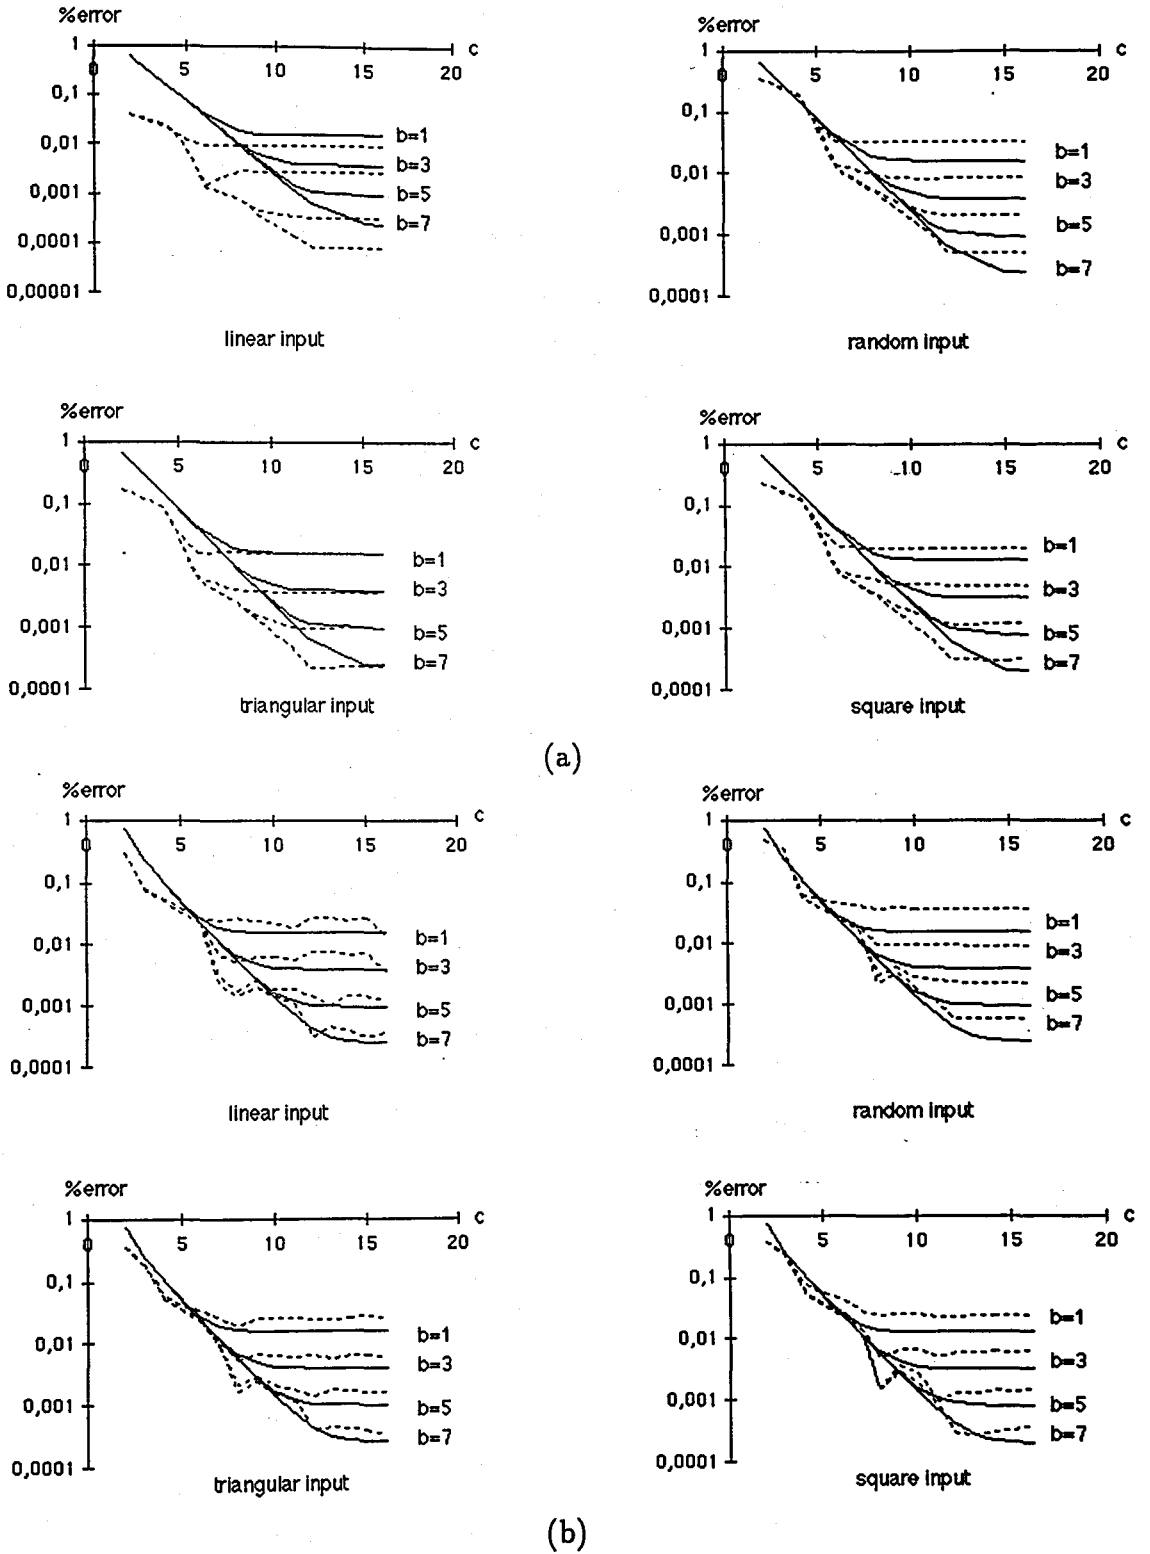 %error
1
c
0
5
10
15
20
0,1
0,01
0,001
0,0001
0,00001
b=1
b=3
b=5
b=7
linear input
%error
1
c
0
5
10
15
20
0,1
0,01
0,001
0,0001
b=1
b=3
b=5
b=7
random input
%error
1
c
0
5
10
15
20
0,1
0,01
0,001
0,0001
b=1
b=3
b=5
b=7
triangular input
%error
1
c
0
5
10
15
20
0,1
0,01
0,001
0,0001
b=1
b=3
b=5
b=7
square input
(a)
%error
1
c
0
5
10
15
20
0,1
0,01
0,001
0,0001
b=1
b=3
b=5
b=7
linear input
%error
1
c
0
5
10
15
20
0,1
0,01
0,001
0,0001
b=1
b=3
b=5
b=7
random input
%error
1
c
0
5
10
15
20
0,1
0,01
0,001
0,0001
b=1
b=3
b=5
b=7
triangular input
%error
1
c
0
5
10
15
20
0,1
0,01
0,001
0,0001
b=1
b=3
b=5
b=7
square input
(b)